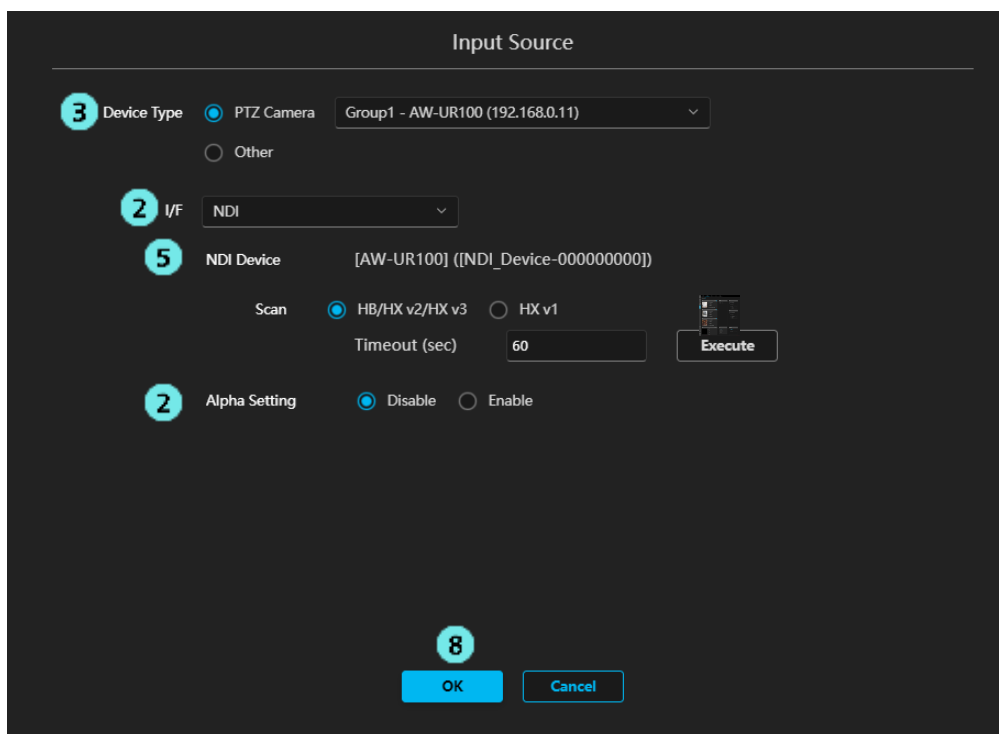 Input Source
3 Device Type PTZ Camera Group1 - AW-UR100 (192.168.0.11)
Other
2 I/F NDI
5 NDI Device [AW-UR100] ([NDI_Device-000000000])
Scan HB/HX v2/HX v3 HX v1
Timeout (sec) 60 Execute
2 Alpha Setting Disable Enable
8
OK Cancel